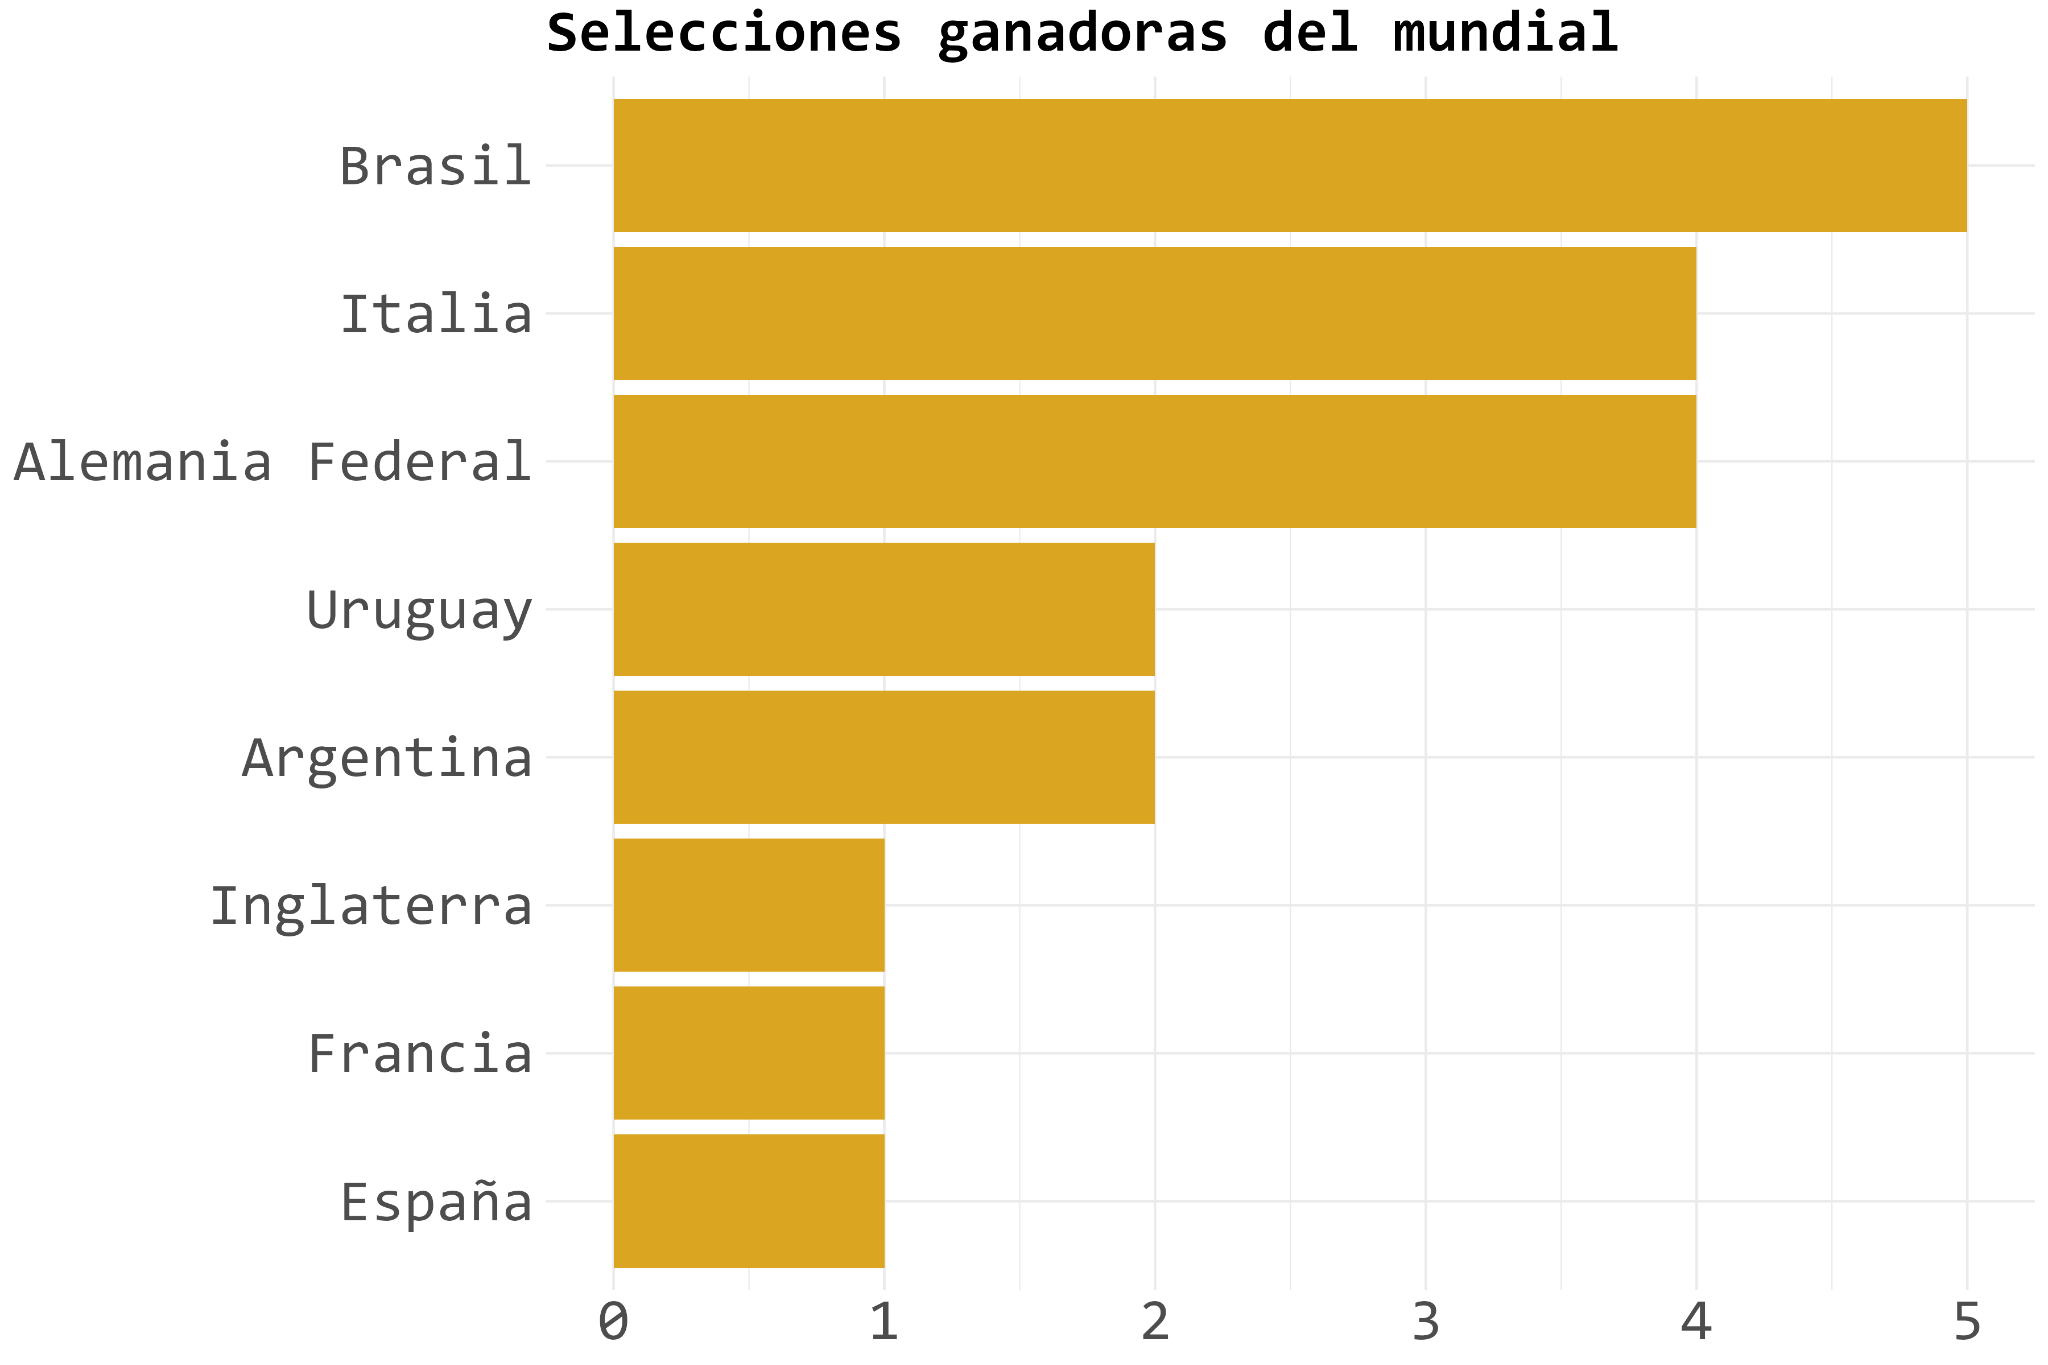 Selecciones ganadoras del mundial
Brasil
Italia
Alemania Federal
Uruguay
Argentina
Inglaterra
Francia
España
0 1 2 3 4 5